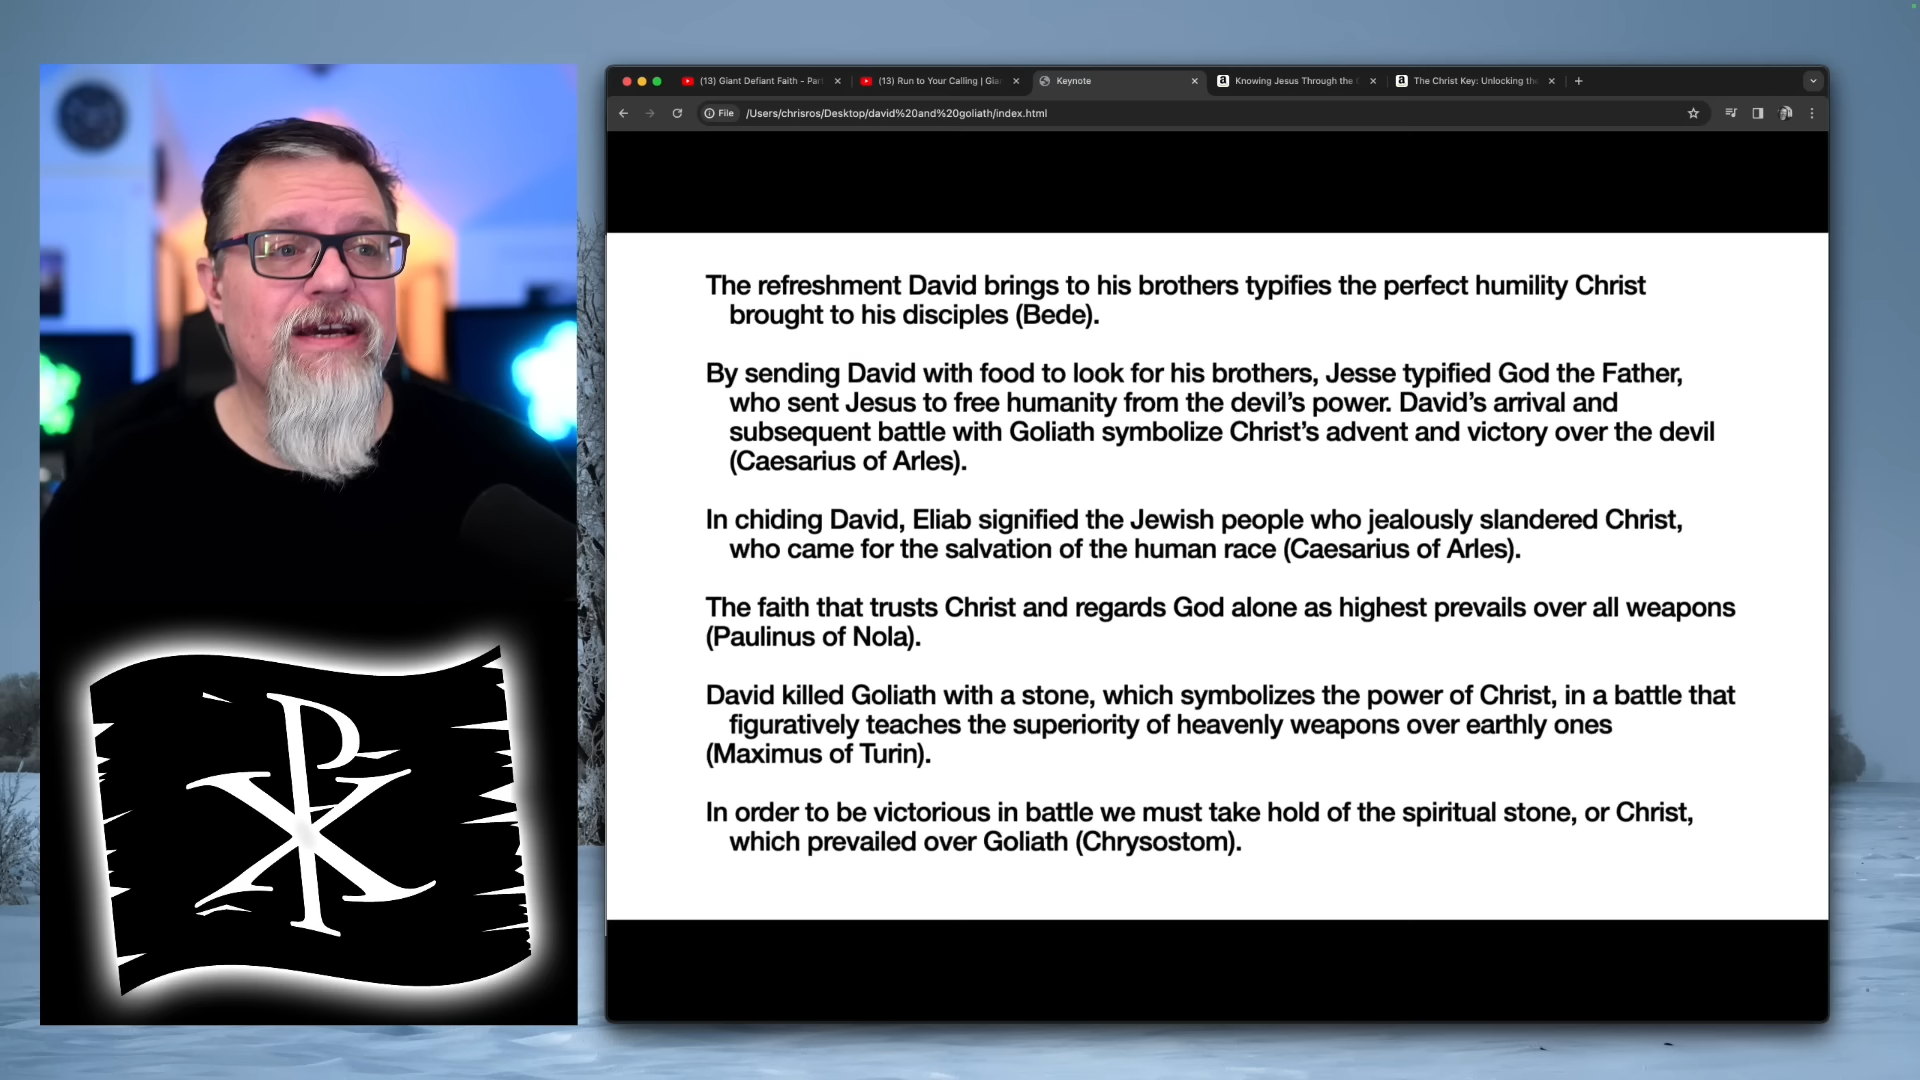 (13) Giant Defiant Faith - Par
(13) Run to Your Calling | Gia
Keynote
Knowing Jesus Through the
The Christ Key: Unlocking the
File
/Users/chrisros/Desktop/david%20and%20goliath/index.html
The refreshment David brings to his brothers typifies the perfect humility Christ
brought to his disciples (Bede).
By sending David with food to look for his brothers, Jesse typified God the Father,
who sent Jesus to free humanity from the devil’s power. David’s arrival and
subsequent battle with Goliath symbolize Christ’s advent and victory over the devil
(Caesarius of Arles).
In chiding David, Eliab signified the Jewish people who jealously slandered Christ,
who came for the salvation of the human race (Caesarius of Arles).
The faith that trusts Christ and regards God alone as highest prevails over all weapons
(Paulinus of Nola).
David killed Goliath with a stone, which symbolizes the power of Christ, in a battle that
figuratively teaches the superiority of heavenly weapons over earthly ones
(Maximus of Turin).
In order to be victorious in battle we must take hold of the spiritual stone, or Christ,
which prevailed over Goliath (Chrysostom).